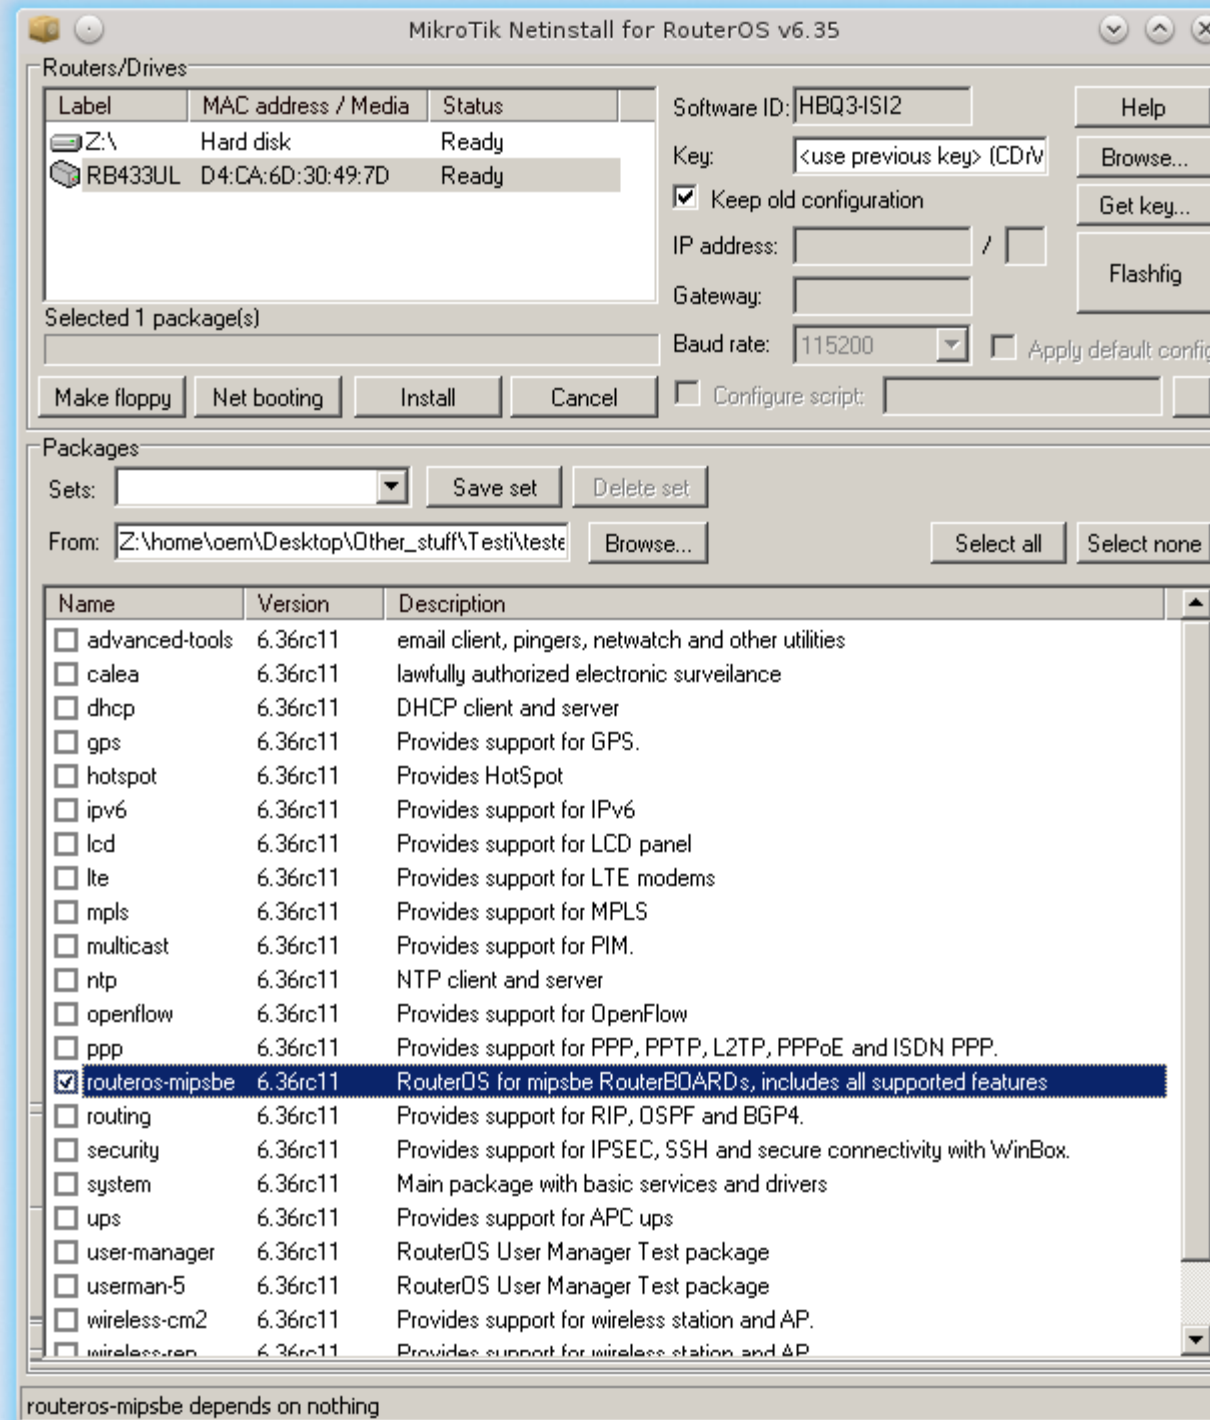 MikroTik Netinstall for RouterOS v6.35
Routers/Drives
Label MAC address / Media Status
Z:\ Hard disk Ready
RB433UL D4:CA:6D:30:49:7D Ready
Selected 1 package(s)
Make floppy Net booting Install Cancel
Software ID: HBQ3-ISI2 Help
Key: <use previous key> (CDrV Browse...
Keep old configuration Get key...
IP address: / Flashfig
Gateway:
Baud rate: 115200 Apply default config
Configure script:
Packages
Sets: Save set Delete set
From: Z:\home\oem\Desktop\Other_stuff\Testi\teste Browse... Select all Select none
Name Version Description
advanced-tools 6.36rc11 email client, pingers, netwatch and other utilities
calea 6.36rc11 lawfully authorized electronic surveilance
dhcp 6.36rc11 DHCP client and server
gps 6.36rc11 Provides support for GPS.
hotspot 6.36rc11 Provides HotSpot
ipv6 6.36rc11 Provides support for IPv6
lcd 6.36rc11 Provides support for LCD panel
lte 6.36rc11 Provides support for LTE modems
mpls 6.36rc11 Provides support for MPLS
multicast 6.36rc11 Provides support for PIM.
ntp 6.36rc11 NTP client and server
openflow 6.36rc11 Provides support for OpenFlow
ppp 6.36rc11 Provides support for PPP, PPTP, L2TP, PPPoE and ISDN PPP.
routeros-mipsbe 6.36rc11 RouterOS for mipsbe RouterBOARDs, includes all supported features
routing 6.36rc11 Provides support for RIP, OSPF and BGP4.
security 6.36rc11 Provides support for IPSEC, SSH and secure connectivity with WinBox.
system 6.36rc11 Main package with basic services and drivers
ups 6.36rc11 Provides support for APC ups
user-manager 6.36rc11 RouterOS User Manager Test package
userman-5 6.36rc11 RouterOS User Manager Test package
wireless-cm2 6.36rc11 Provides support for wireless station and AP.
wireless-rep 6.36rc11 Provides support for wireless station and AP
routeros-mipsbe depends on nothing